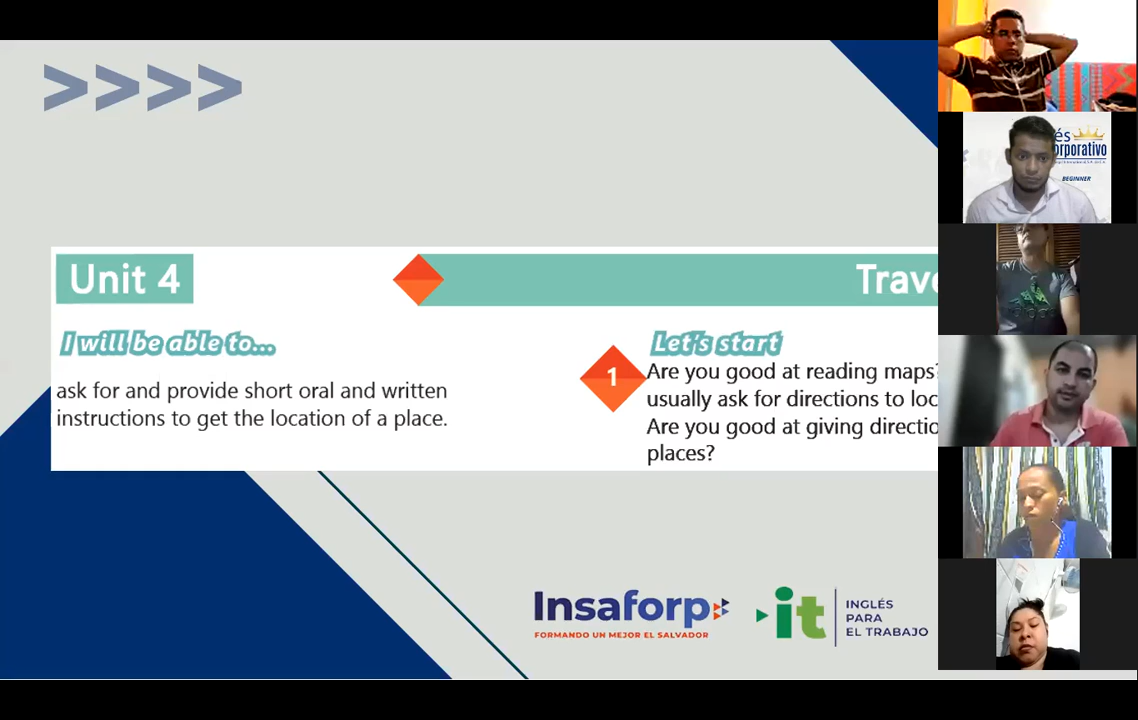 >>>>
Unit 4
Trave
I will be able to...
ask for and provide short oral and written
instructions to get the location of a place.
Let's start
1
Are you good at reading maps?
usually ask for directions to loc
Are you good at giving directio
places?
Insaforp
FORMANDO UN MEJOR EL SALVADOR
it
INGLÉS
PARA
EL TRABAJO
és
orporativo
BEGINNER